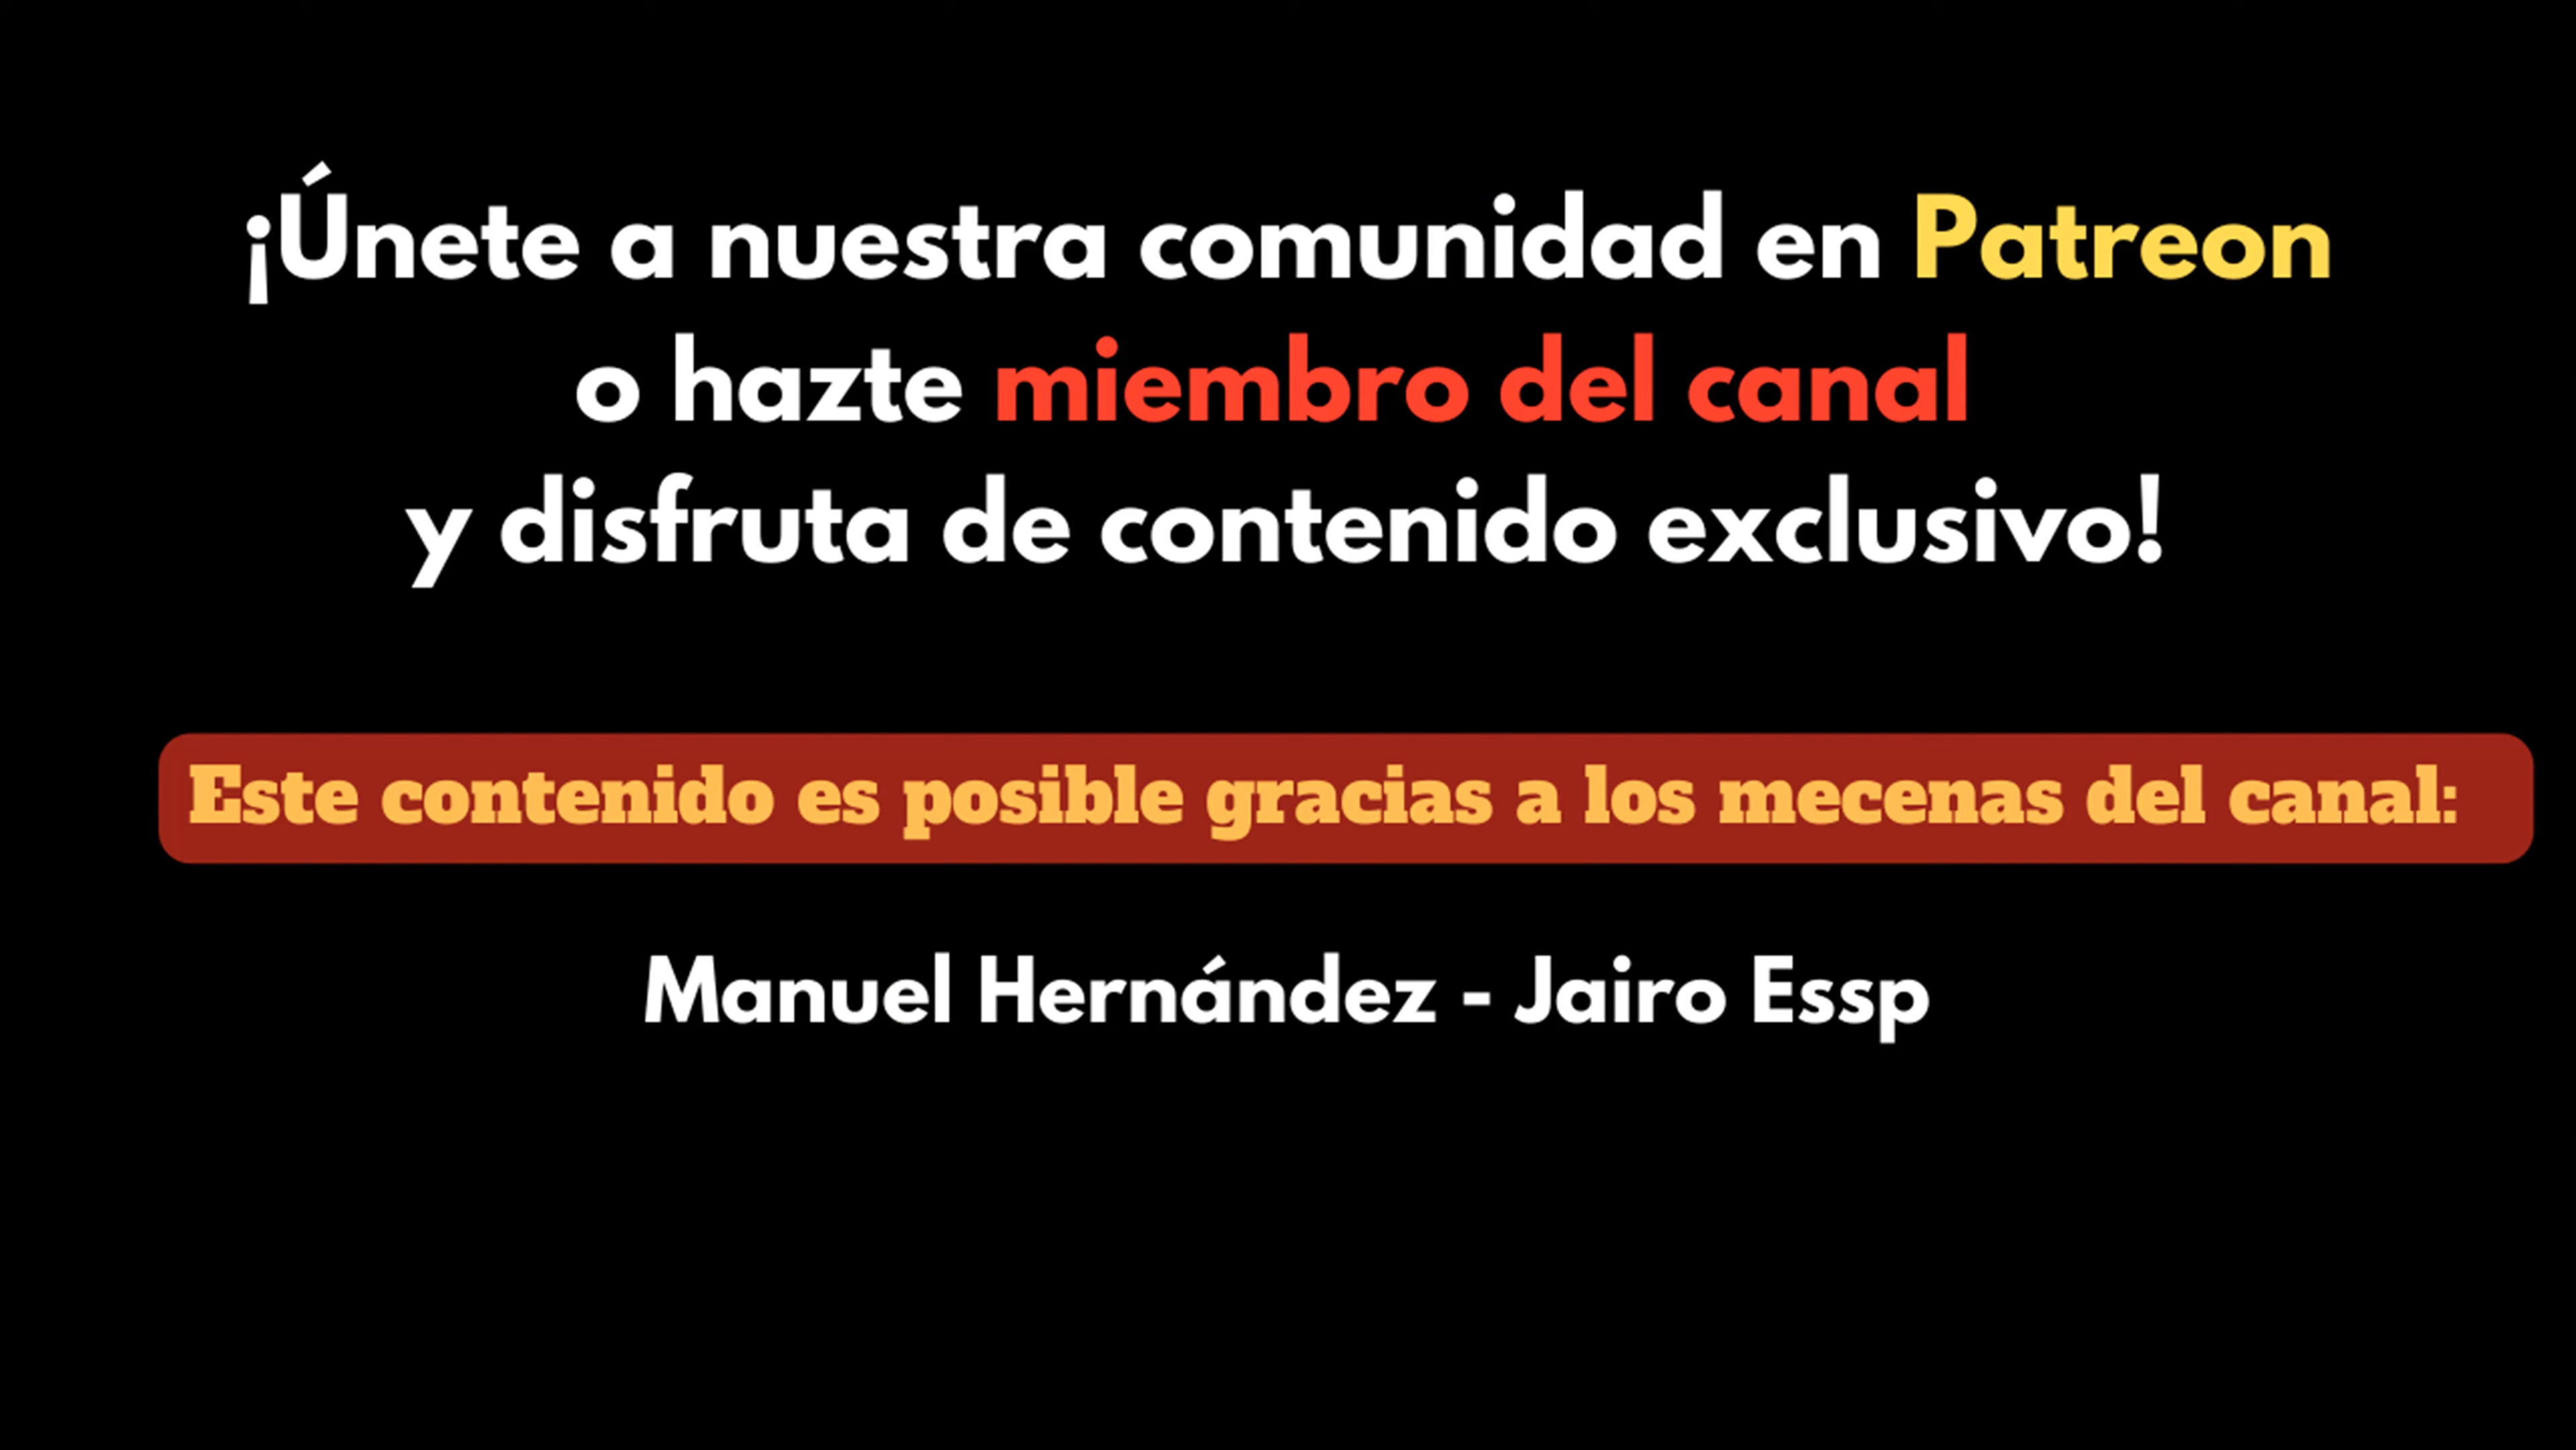 ¡Únete a nuestra comunidad en Patreon
o hazte miembro del canal
y disfruta de contenido exclusivo!
Este contenido es posible gracias a los mecenas del canal:
Manuel Hernández - Jairo Essp